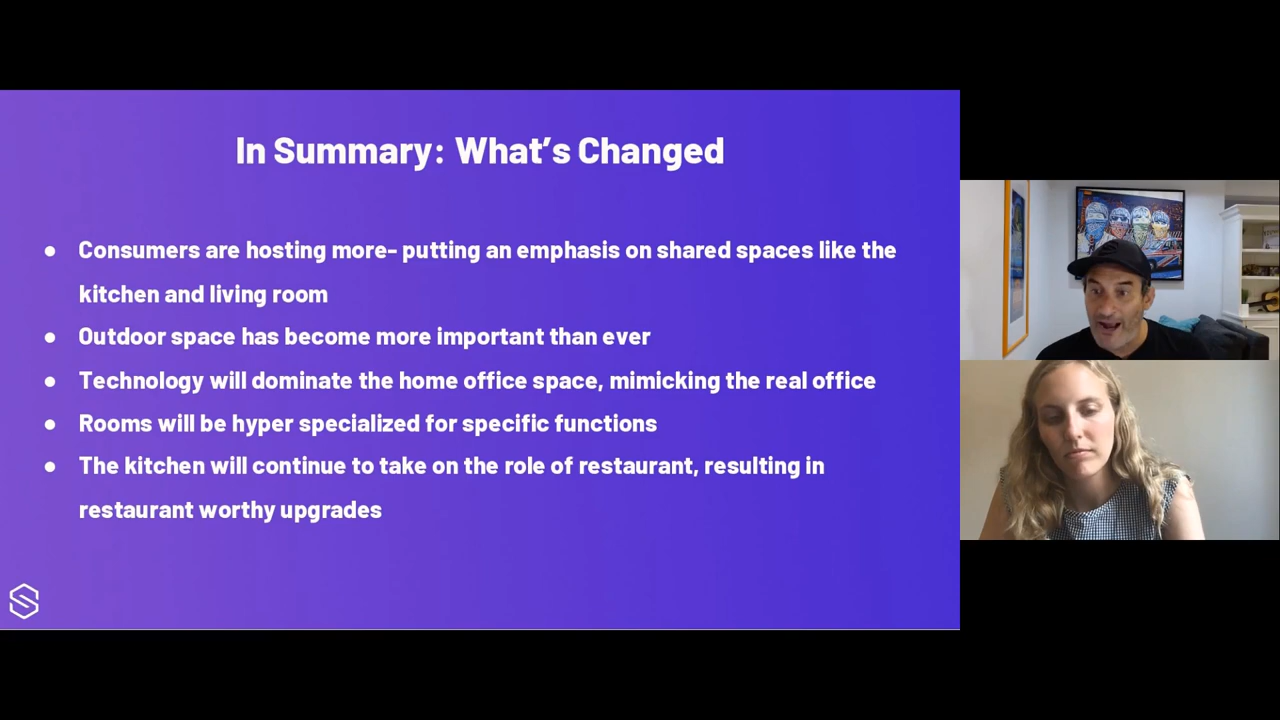 In Summary: What's Changed
● Consumers are hosting more- putting an emphasis on shared spaces like the
kitchen and living room
● Outdoor space has become more important than ever
● Technology will dominate the home office space, mimicking the real office
● Rooms will be hyper specialized for specific functions
● The kitchen will continue to take on the role of restaurant, resulting in
restaurant worthy upgrades